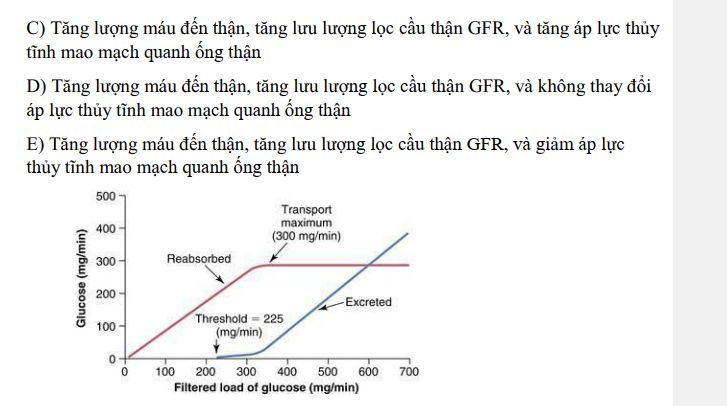 C) Tăng lượng máu đến thận, tăng lưu lượng lọc cầu thận GFR, và tăng áp lực thủy
tĩnh mao mạch quanh ống thận
D) Tăng lượng máu đến thận, tăng lưu lượng lọc cầu thận GFR, và không thay đổi
áp lực thủy tĩnh mao mạch quanh ống thận
E) Tăng lượng máu đến thận, tăng lưu lượng lọc cầu thận GFR, và giảm áp lực
thủy tĩnh mao mạch quanh ống thận
500
400
300
200
100
0
Glucose (mg/min)
Transport
maximum
(300 mg/min)
Reabsorbed
Excreted
Threshold = 225
(mg/min)
0 100 200 300 400 500 600 700
Filtered load of glucose (mg/min)